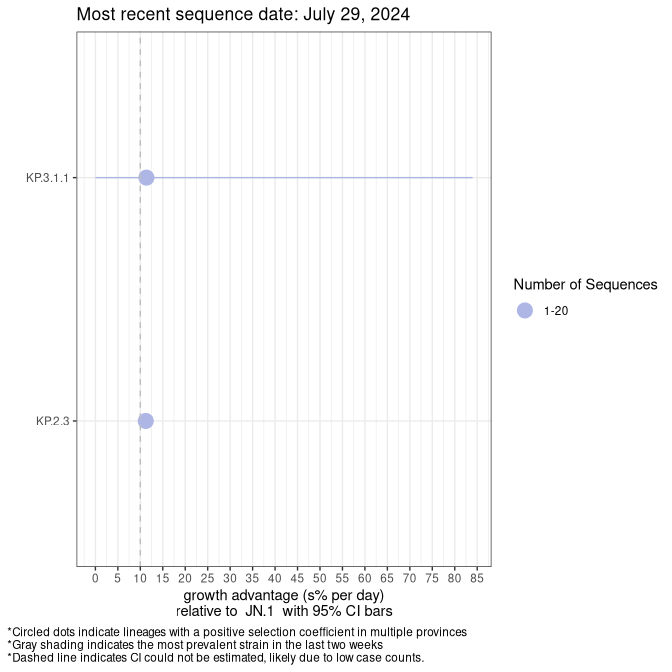 Most recent sequence date: July 29, 2024
KP.3.1.1
KP.2.3
Number of Sequences
1-20
0 5 10 15 20 25 30 35 40 45 50 55 60 65 70 75 80 85
growth advantage (s% per day)
relative to JN.1 with 95% CI bars
*Circled dots indicate lineages with a positive selection coefficient in multiple provinces
*Gray shading indicates the most prevalent strain in the last two weeks
*Dashed line indicates CI could not be estimated, likely due to low case counts.